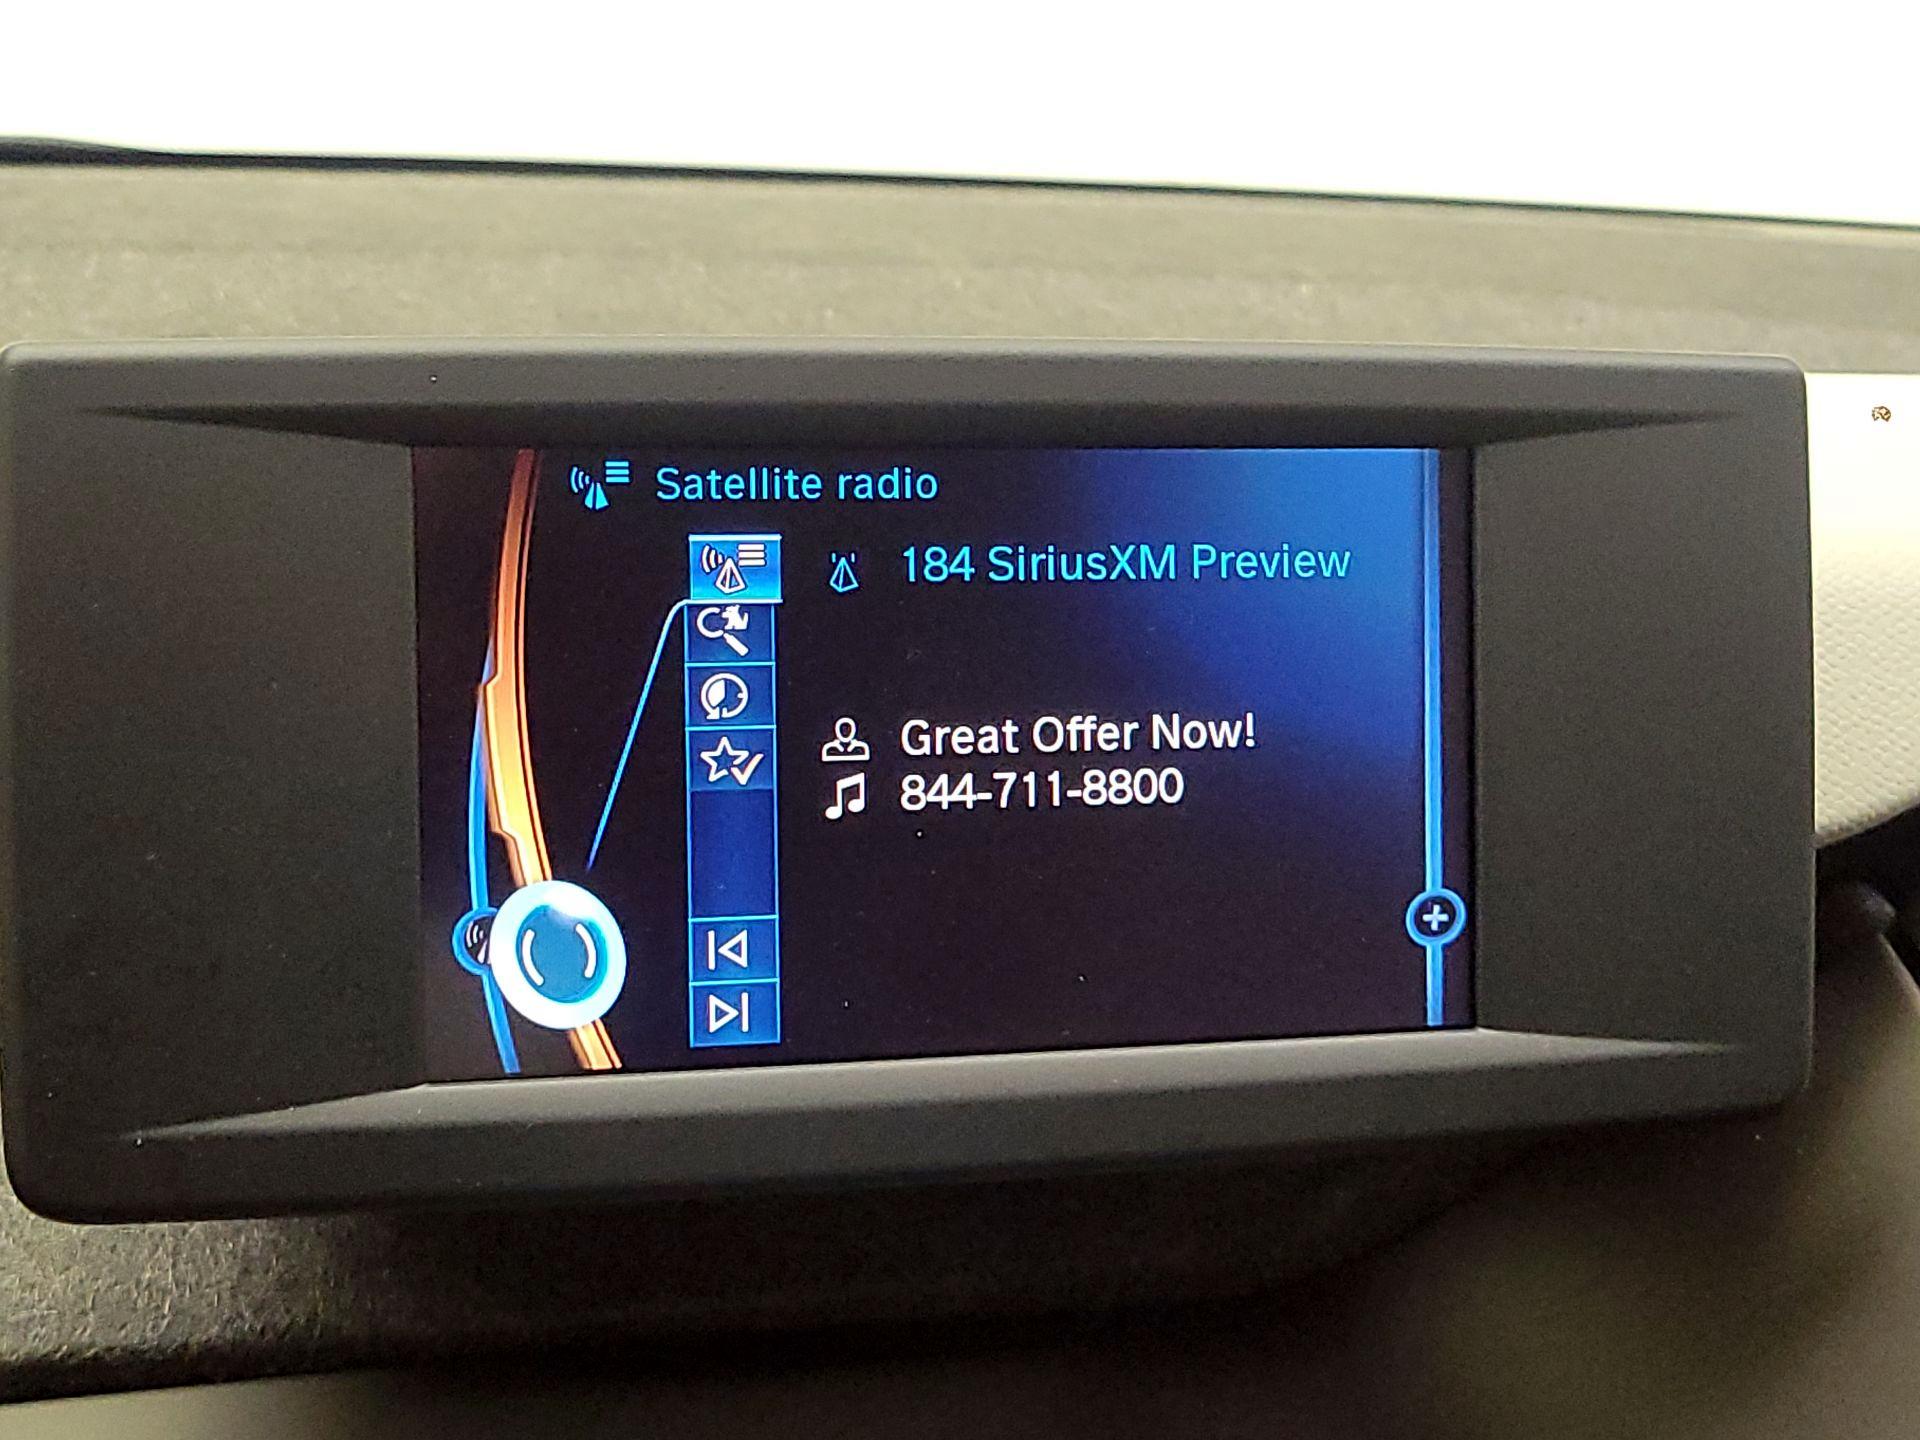 Satellite radio
184 SiriusXM Preview
Great Offer Now!
844-711-8800